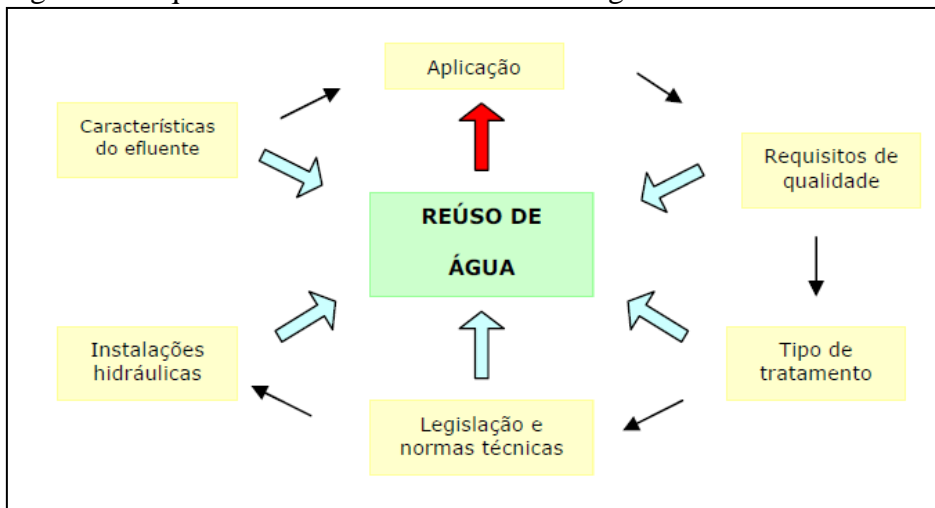 Aplicação
Características
do efluente
Requisitos de
qualidade
REÚSO DE
ÁGUA
Instalações
hidráulicas
Tipo de
tratamento
Legislação e
normas técnicas